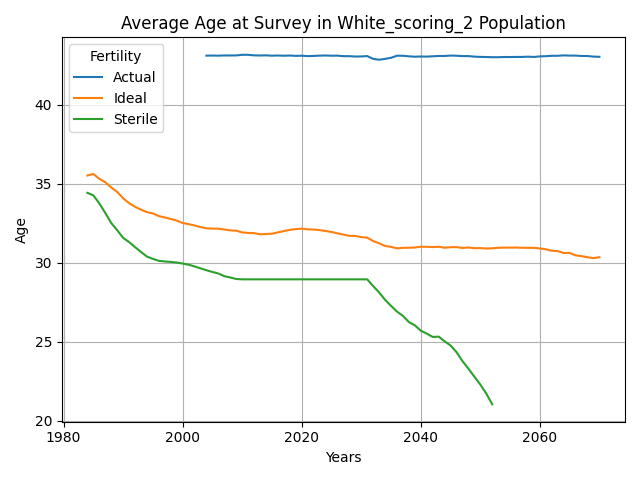 Average Age at Survey in White_scoring_2 Population
Fertility
Actual
Ideal
Sterile
Age
40
35
30
25
20
1980
2000
2020
2040
2060
Years